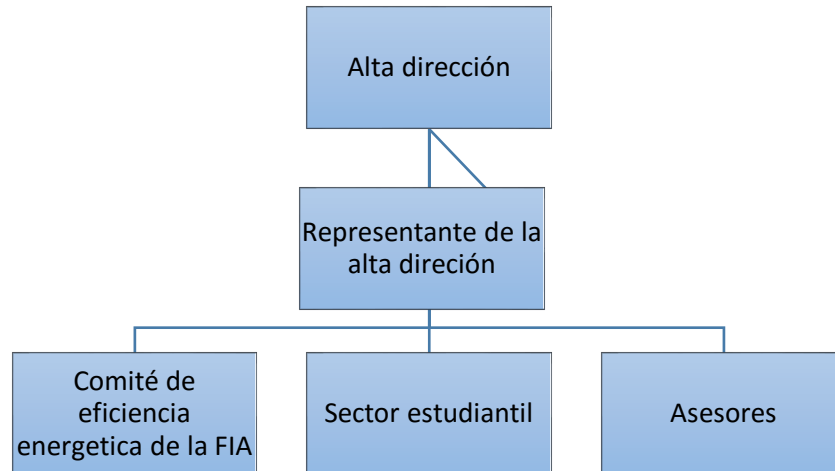 Alta dirección
Representante de la
alta direción
Comité de
eficiencia
energetica de la FIA
Sector estudiantil
Asesores